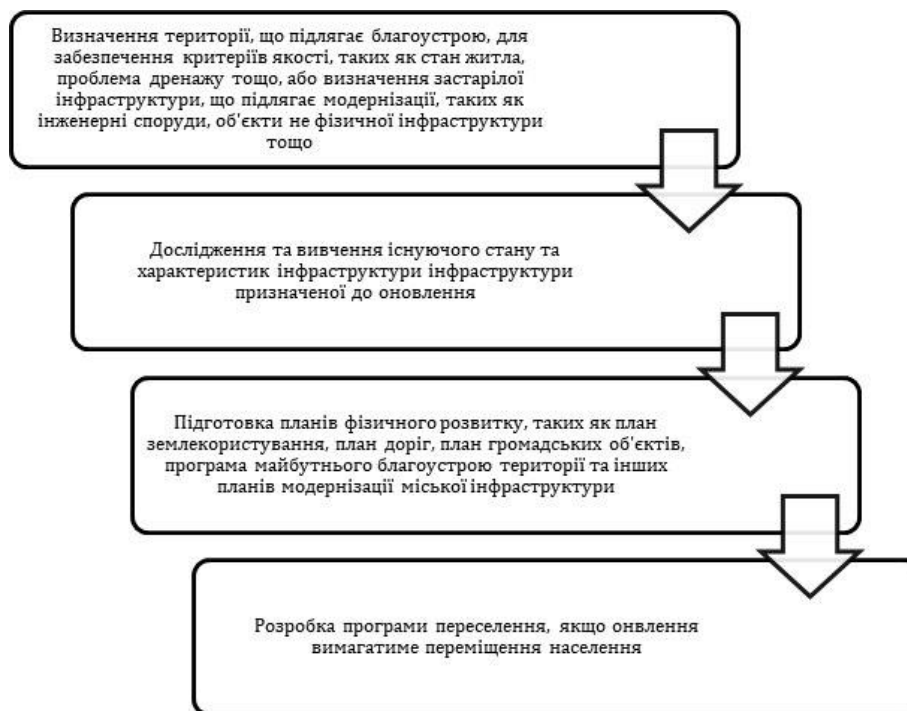 Визначення території, що підлягає благоустрою, для
забезпечення критеріїв якості, таких як стан житла,
проблема дренажу тощо, або визначення застарілої
інфраструктури, що підлягає модернізації, таких як
інженерні споруди, об'єкти не фізичної інфраструктури
тощо
Дослідження та вивчення існуючого стану та
характеристик інфраструктури інфраструктури
призначеної до оновлення
Підготовка планів фізичного розвитку, таких як план
землекористування, план доріг, план громадських об'єктів,
програма майбутнього благоустрою території та інших
планів модернізації міської інфраструктури
Розробка програми переселення, якщо онвлення
вимагатиме переміщення населення